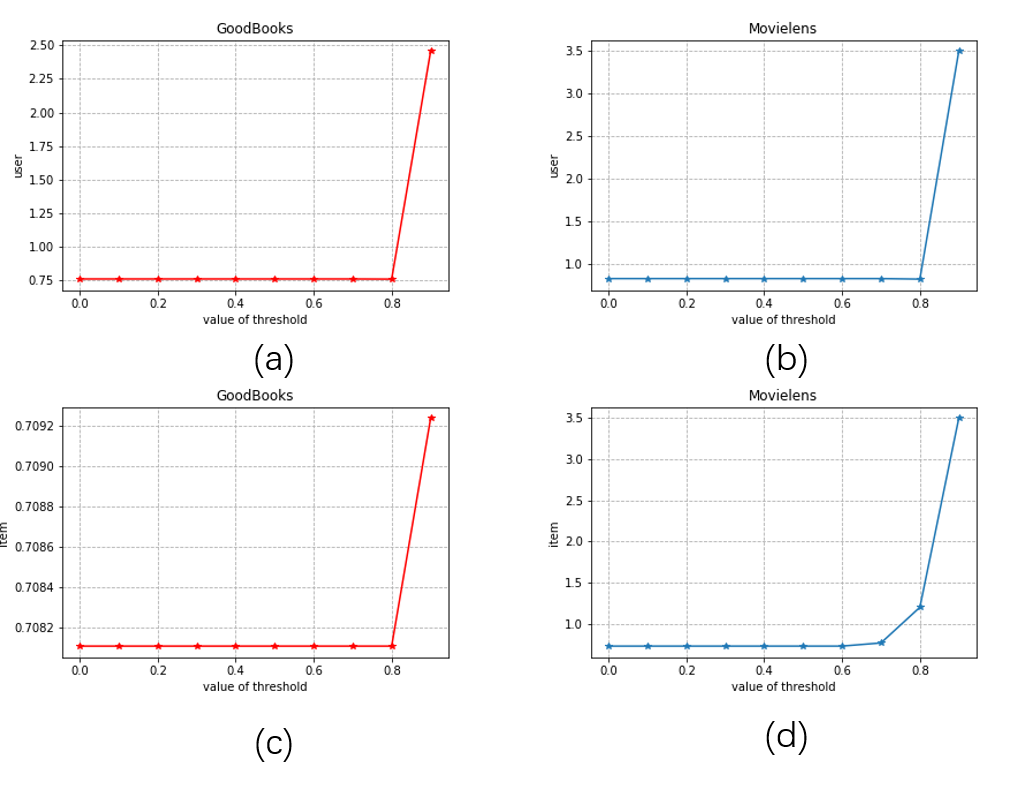 GoodBooks
2.50
2.25
2.00
1.75
1.50
1.25
1.00
0.75
user
0.0 0.2 0.4 0.6 0.8
value of threshold
(a)
Movielens
3.5
3.0
2.5
2.0
1.5
1.0
user
0.0 0.2 0.4 0.6 0.8
value of threshold
(b)
GoodBooks
0.7092
0.7090
0.7088
0.7086
0.7084
0.7082
item
0.0 0.2 0.4 0.6 0.8
value of threshold
(c)
Movielens
3.5
3.0
2.5
2.0
1.5
1.0
item
0.0 0.2 0.4 0.6 0.8
value of threshold
(d)